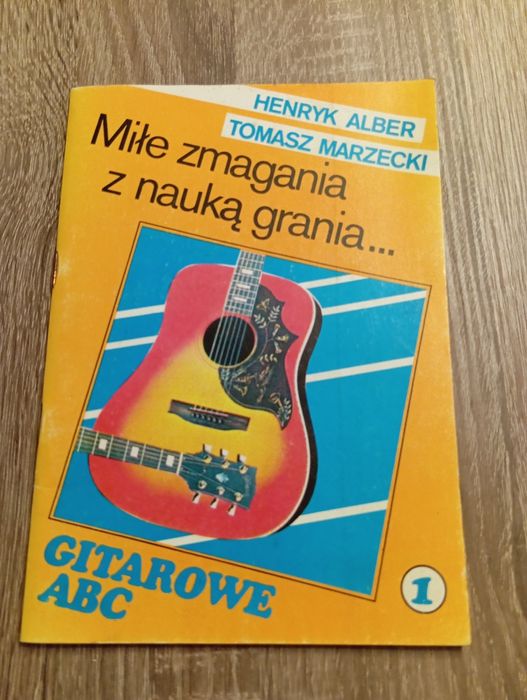 HENRYK ALBER
TOMASZ MARZECKI
Miłe zmagania
z nauką grania...
GITAROWE
ABC
1